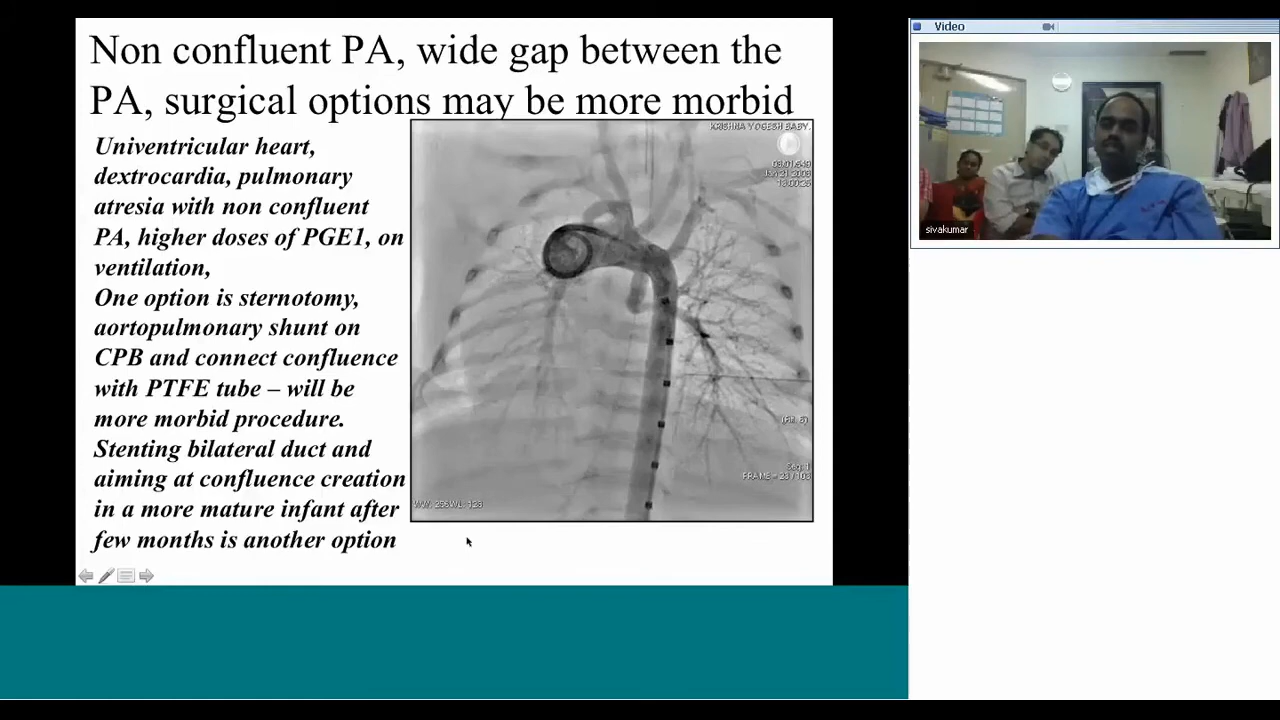 Non confluent PA, wide gap between the
PA, surgical options may be more morbid
Univentricular heart,
dextrocardia, pulmonary
atresia with non confluent
PA, higher doses of PGE1, on
ventilation,
One option is sternotomy,
aortopulmonary shunt on
CPB and connect confluence
with PTFE tube – will be
more morbid procedure.
Stenting bilateral duct and
aiming at confluence creation
in a more mature infant after
few months is another option
KRISHNA YOGESH BABY.
Video
sivakumar